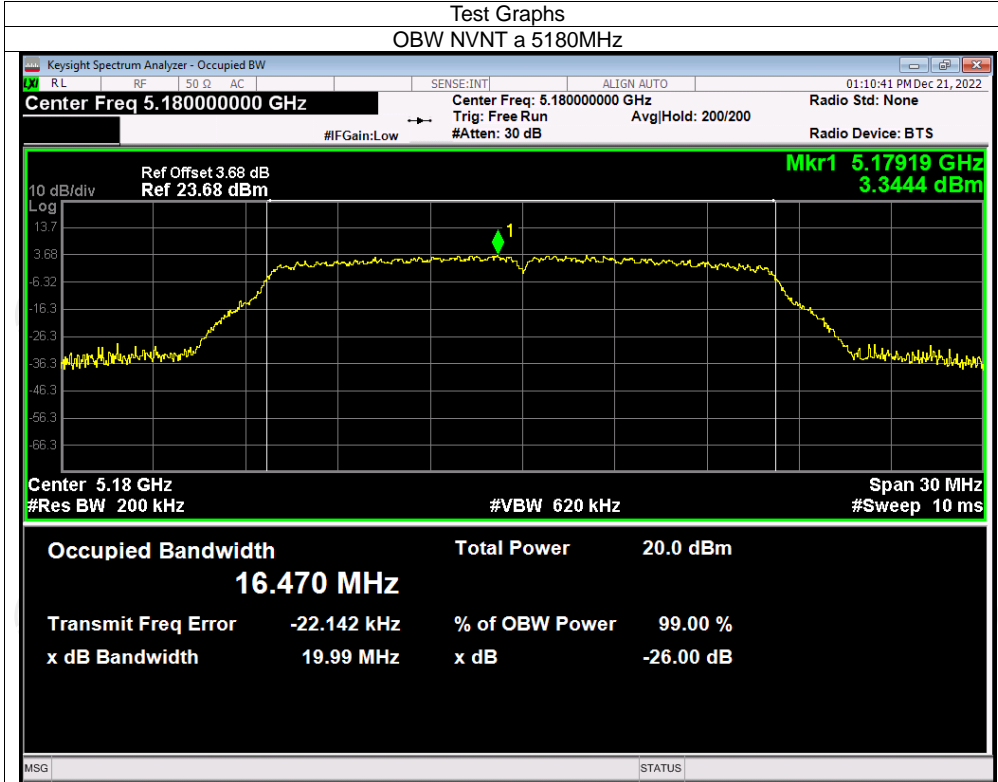 Test Graphs
OBW NVNT a 5180MHz
Keysight Spectrum Analyzer - Occupied BW
LXI RL RF 50 Ω AC SENSE:INT ALIGN AUTO 01:10:41 PM Dec 21, 2022
Center Freq 5.180000000 GHz Center Freq: 5.180000000 GHz Radio Std: None
Trig: Free Run Avg|Hold: 200/200
#IFGain:Low #Atten: 30 dB Radio Device: BTS
Ref Offset 3.68 dB Mkr1 5.17919 GHz
10 dB/div Ref 23.68 dBm 3.3444 dBm
Log
13.7
1
3.68
-6.32
-16.3
-26.3
-36.3
-46.3
-56.3
-66.3
Center 5.18 GHz Span 30 MHz
#Res BW 200 kHz #VBW 620 kHz #Sweep 10 ms
Occupied Bandwidth Total Power 20.0 dBm
16.470 MHz
Transmit Freq Error -22.142 kHz % of OBW Power 99.00 %
x dB Bandwidth 19.99 MHz x dB -26.00 dB
MSG STATUS